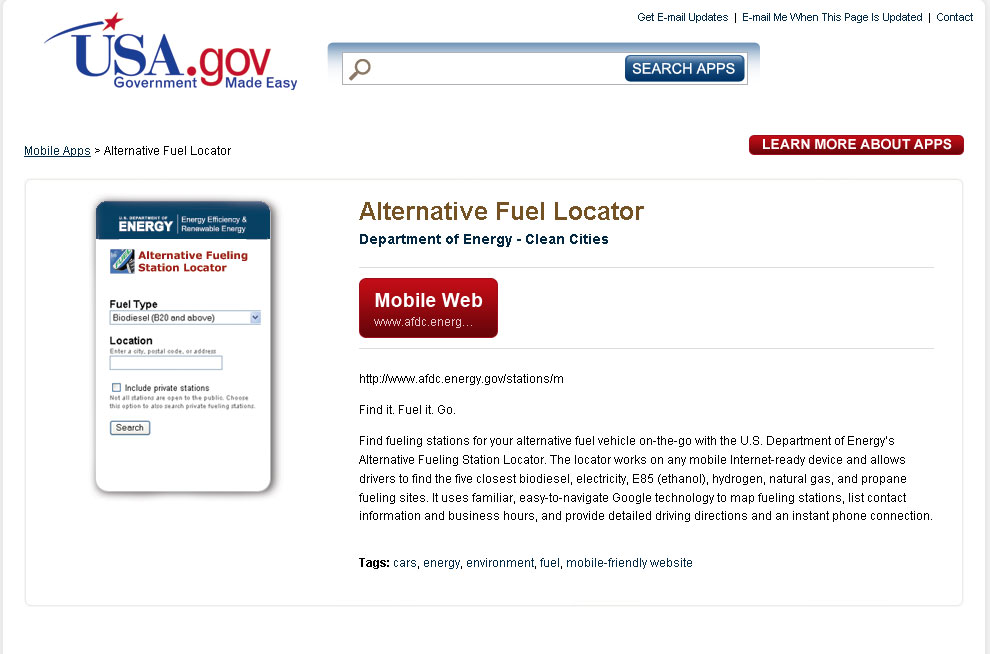 Get E-mail Updates | E-mail Me When This Page Is Updated | Contact
USA.gov
Government Made Easy
SEARCH APPS
Mobile Apps > Alternative Fuel Locator
LEARN MORE ABOUT APPS
U.S. DEPARTMENT OF
ENERGY
Energy Efficiency &
Renewable Energy
Alternative Fueling
Station Locator
Fuel Type
Biodiesel (B20 and above)
Location
Enter a city, postal code, or address
Include private stations
Not all stations are open to the public. Choose
this option to also search private fueling stations.
Search
Alternative Fuel Locator
Department of Energy - Clean Cities
Mobile Web
www.afdc.energ...
http://www.afdc.energy.gov/stations/m
Find it. Fuel it. Go.
Find fueling stations for your alternative fuel vehicle on-the-go with the U.S. Department of Energy's
Alternative Fueling Station Locator. The locator works on any mobile Internet-ready device and allows
drivers to find the five closest biodiesel, electricity, E85 (ethanol), hydrogen, natural gas, and propane
fueling sites. It uses familiar, easy-to-navigate Google technology to map fueling stations, list contact
information and business hours, and provide detailed driving directions and an instant phone connection.
Tags: cars, energy, environment, fuel, mobile-friendly website